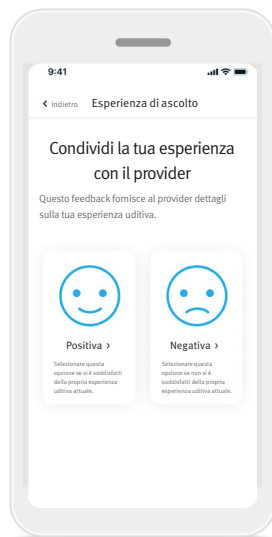 9:41
Indietro Esperienza di ascolto
Condividi la tua esperienza
con il provider
Questo feedback fornisce al provider dettagli
sulla tua esperienza uditiva.
Positiva ›
Selezionare questa
opzione se si è soddisfatti
della propria esperienza
uditiva attuale.
Negativa ›
Selezionare questa
opzione se non si è
soddisfatti della propria
esperienza uditiva attuale.